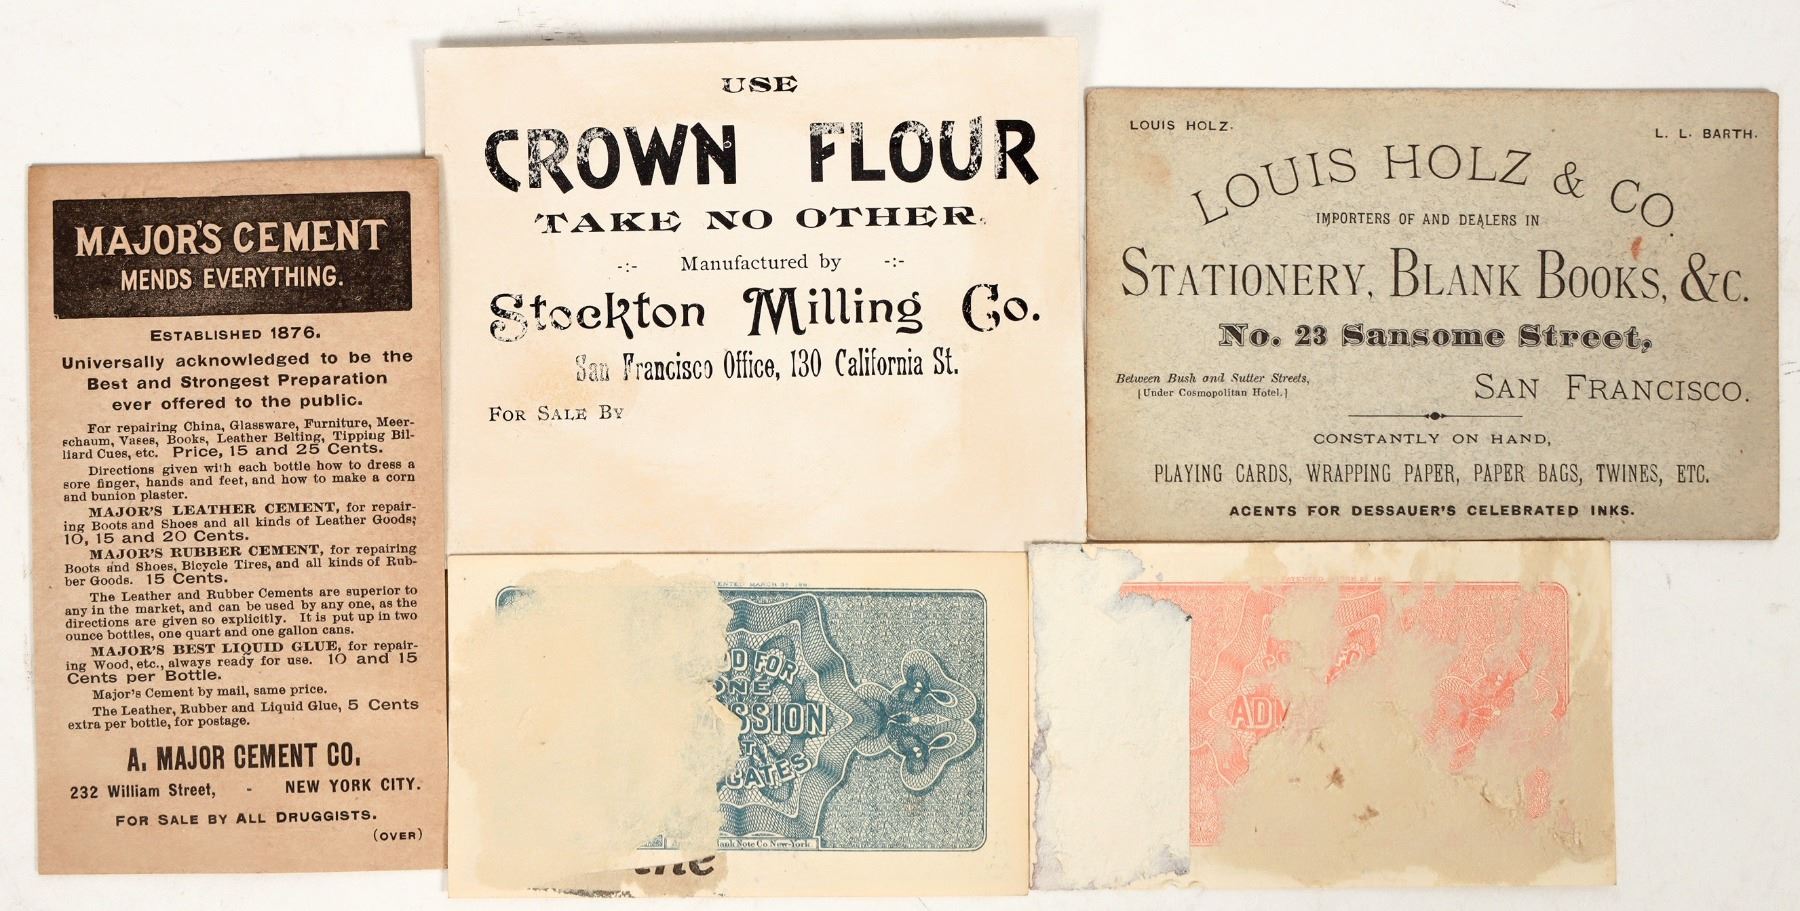 MAJOR'S CEMENT
MENDS EVERYTHING.
ESTABLISHED 1876.
Universally acknowledged to be the
Best and Strongest Preparation
ever offered to the public.
For repairing China, Glassware, Furniture, Meer-
schaum, Vases, Books, Leather Belting, Tipping Bil-
liard Cues, etc. Price, 15 and 25 Cents.
Directions given with each bottle how to dress a
sore finger, hands and feet, and how to make a corn
and bunion plaster.
MAJOR'S LEATHER CEMENT, for repair-
ing Boots and Shoes and all kinds of Leather Goods;
10, 15 and 20 Cents.
MAJOR'S RUBBER CEMENT, for repairing
Boots and Shoes, Bicycle Tires, and all kinds of Rub-
ber Goods. 15 Cents.
The Leather and Rubber Cements are superior to
any in the market, and can be used by any one, as the
directions are given so explicitly. It is put up in two
ounce bottles, one quart and one gallon cans.
MAJOR'S BEST LIQUID GLUE, for repair-
ing Wood, etc., always ready for use. 10 and 15
Cents per Bottle.
Major's Cement by mail, same price.
The Leather, Rubber and Liquid Glue, 5 Cents
extra per bottle, for postage.
A. MAJOR CEMENT CO.
232 William Street, - NEW YORK CITY.
FOR SALE BY ALL DRUGGISTS.
(OVER)
USE
CROWN FLOUR
TAKE NO OTHER.
-:- Manufactured by -:-
Stockton Milling Co.
San Francisco Office, 130 California St.
FOR SALE BY
LOUIS HOLZ. L. L. BARTH.
LOUIS HOLZ & CO.
IMPORTERS OF AND DEALERS IN
STATIONERY, BLANK BOOKS, &C.
No. 23 Sansome Street,
Between Bush and Sutter Streets,
[Under Cosmopolitan Hotel.]
SAN FRANCISCO.
CONSTANTLY ON HAND,
PLAYING CARDS, WRAPPING PAPER, PAPER BAGS, TWINES, ETC.
AGENTS FOR DESSAUER'S CELEBRATED INKS.
MARCH
OD FOR
ONE
SSION
CATES
Bank Note Co New-York
the
AD